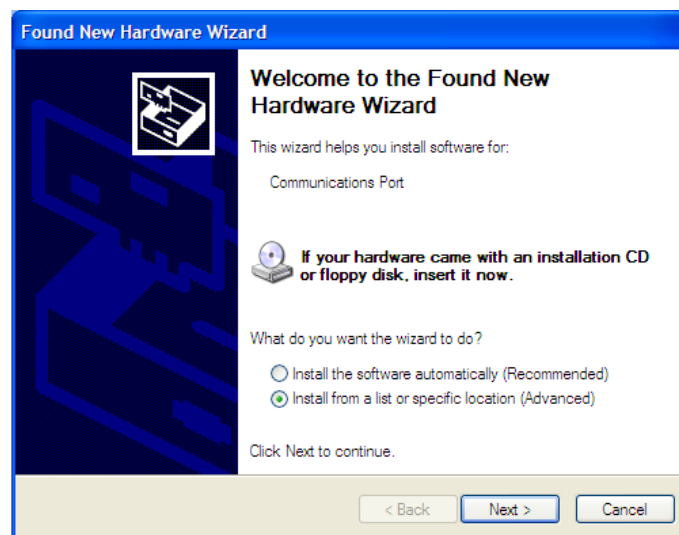 Found New Hardware Wizard
Welcome to the Found New
Hardware Wizard
This wizard helps you install software for:
Communications Port
If your hardware came with an installation CD
or floppy disk, insert it now.
What do you want the wizard to do?
Install the software automatically (Recommended)
Install from a list or specific location (Advanced)
Click Next to continue.
< Back Next > Cancel